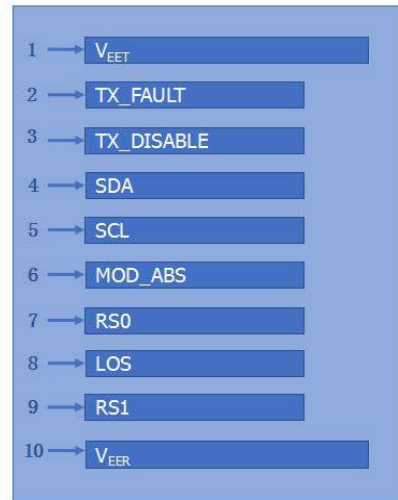 1 VEET
2 TX_FAULT
3 TX_DISABLE
4 SDA
5 SCL
6 MOD_ABS
7 RS0
8 LOS
9 RS1
10 VEER